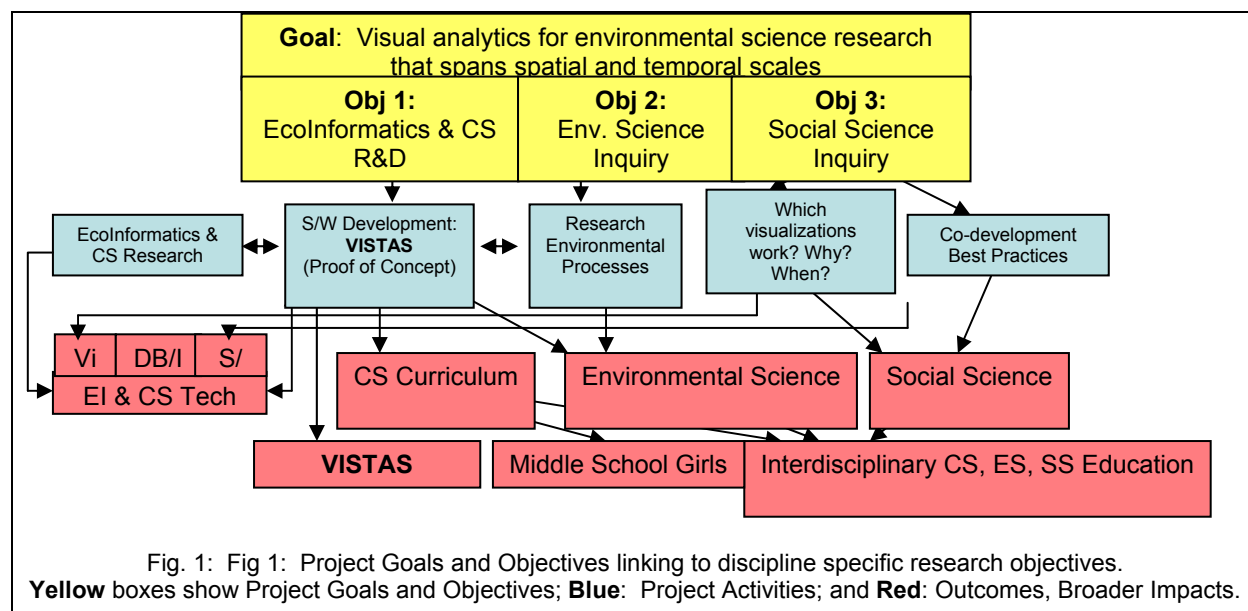 Goal: Visual analytics for environmental science research
that spans spatial and temporal scales
Obj 1:
EcoInformatics & CS
R&D
Obj 2:
Env. Science
Inquiry
Obj 3:
Social Science
Inquiry
EcoInformatics &
CS Research
S/W Development:
VISTAS
(Proof of Concept)
Research
Environmental
Processes
Which
visualizations
work? Why?
When?
Co-development
Best Practices
Vi
DB/I
S/
EI & CS Tech
CS Curriculum
Environmental Science
Social Science
VISTAS
Middle School Girls
Interdisciplinary CS, ES, SS Education
Fig. 1: Fig 1: Project Goals and Objectives linking to discipline specific research objectives.
Yellow boxes show Project Goals and Objectives; Blue: Project Activities; and Red: Outcomes, Broader Impacts.